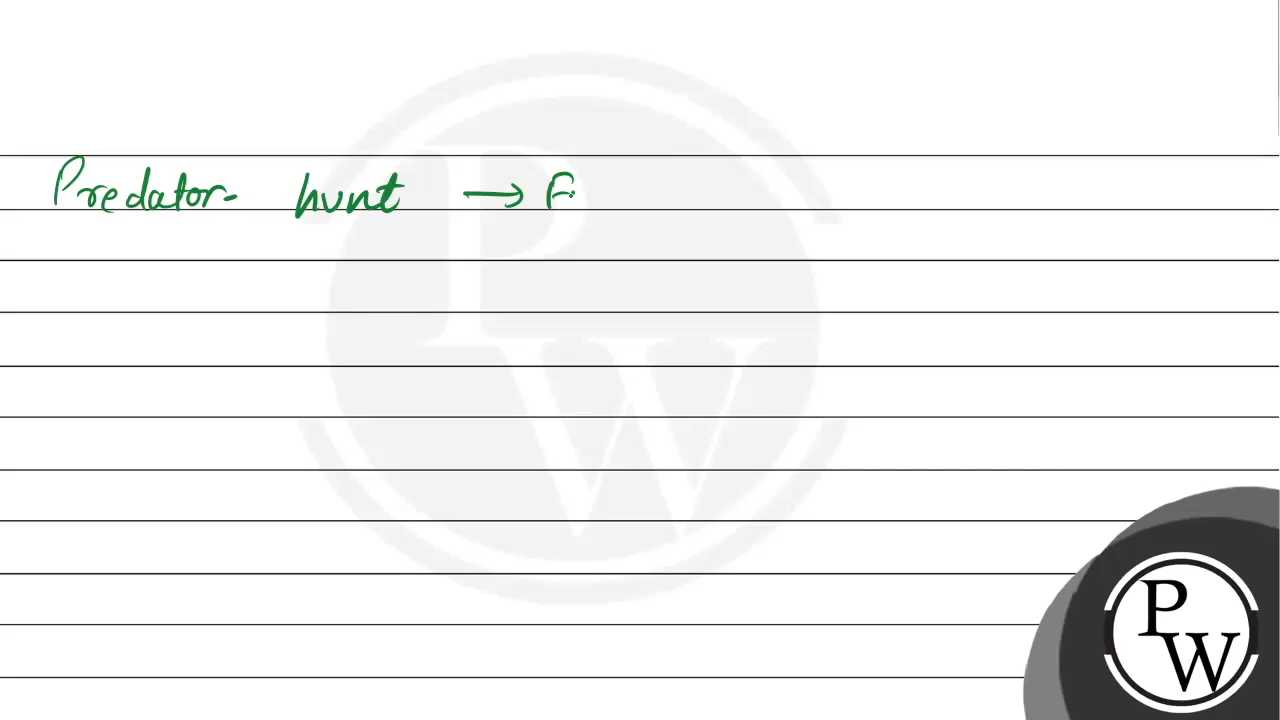 Predator- hunt → F
P
W
P
W